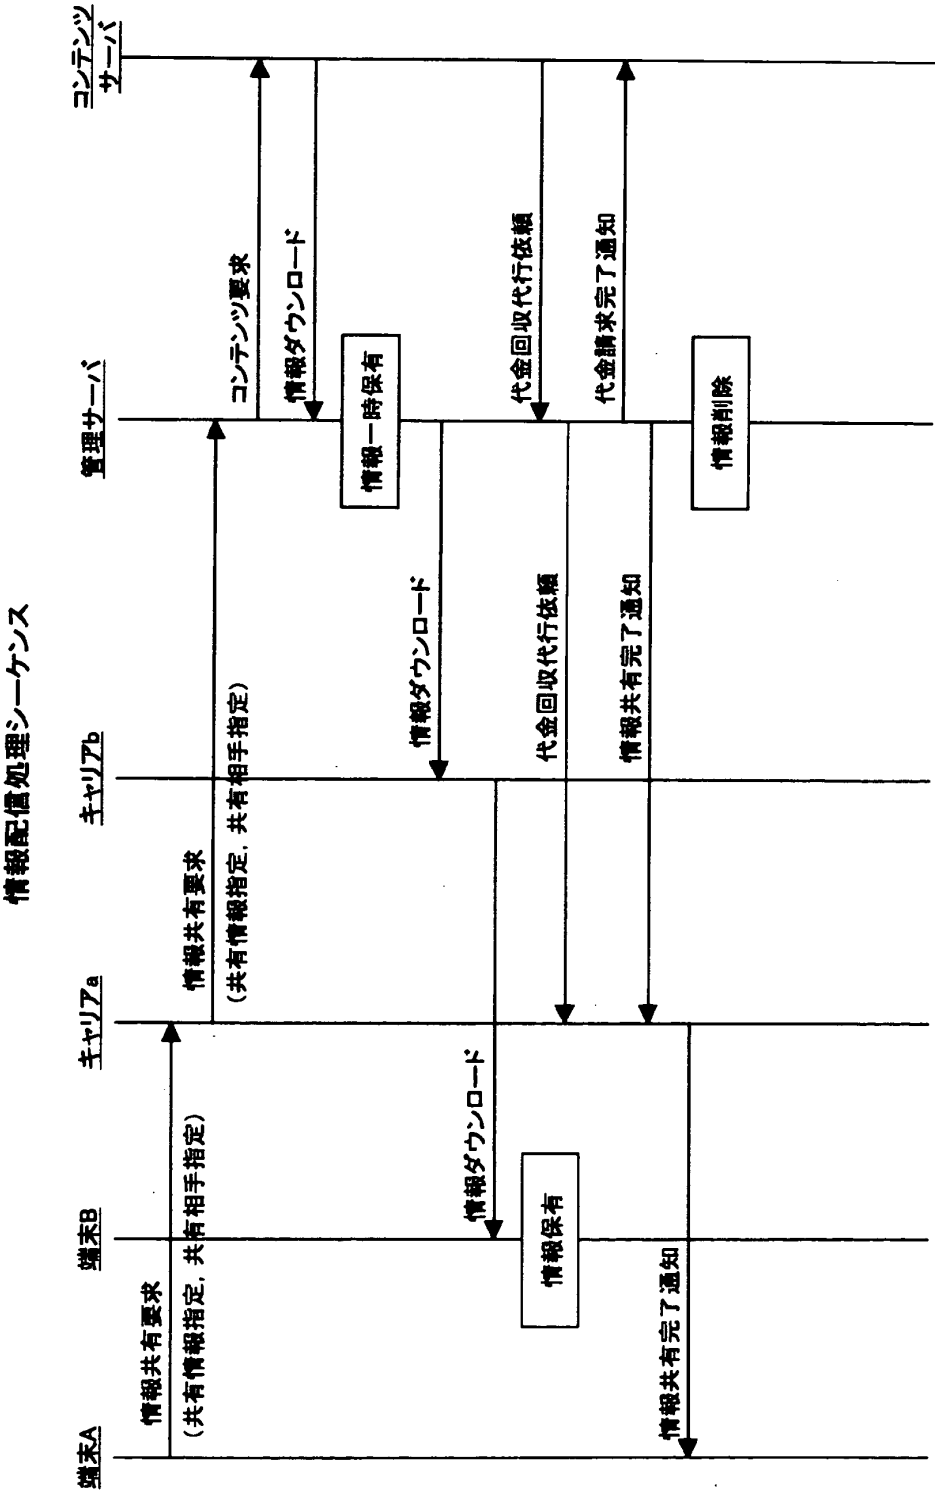 情報配信処理シーケンス
端末A
端末B
キャリアa
キャリアb
管理サーバ
コンテンツ
サーバ
情報共有要求
(共有情報指定, 共有相手指定)
情報共有要求
(共有情報指定, 共有相手指定)
コンテンツ要求
情報ダウンロード
情報一時保有
情報ダウンロード
情報ダウンロード
情報保有
代金回収代行依頼
代金回収代行依頼
代金請求完了通知
情報共有完了通知
情報共有完了通知
情報削除